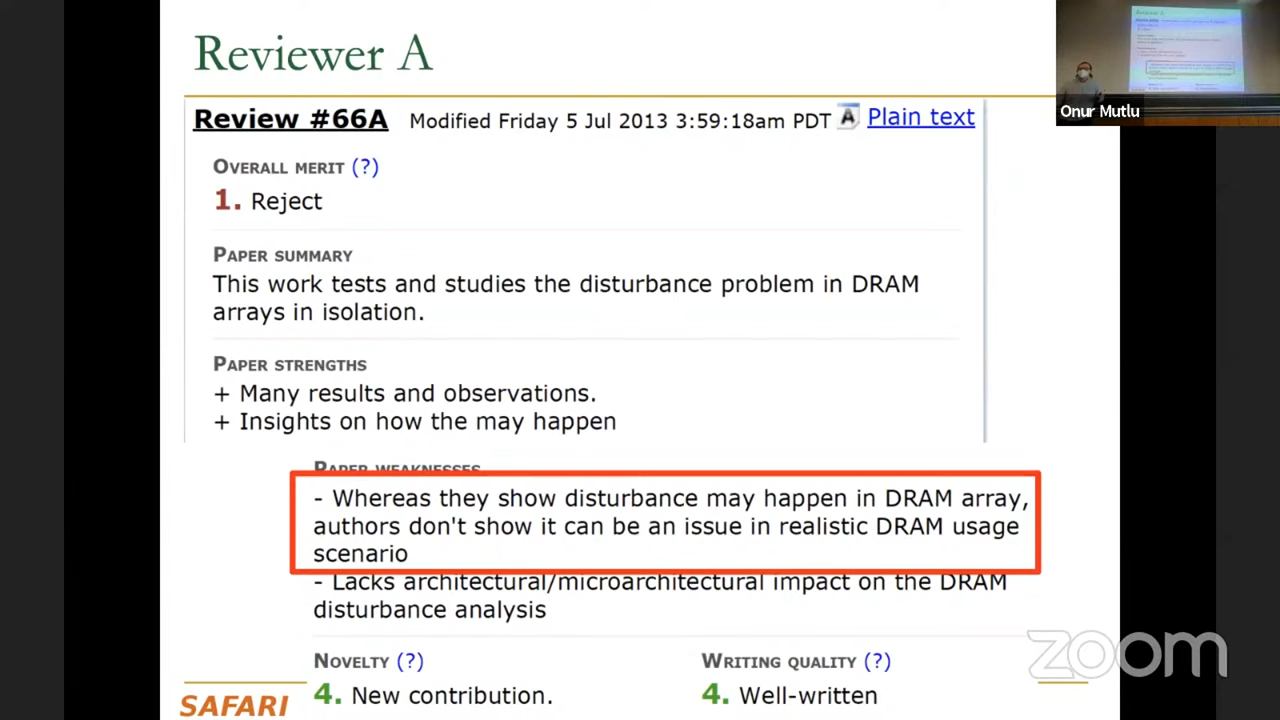 Reviewer A
Onur Mutlu
Review #66A Modified Friday 5 Jul 2013 3:59:18am PDT A Plain text
OVERALL MERIT (?)
1. Reject
PAPER SUMMARY
This work tests and studies the disturbance problem in DRAM
arrays in isolation.
PAPER STRENGTHS
+ Many results and observations.
+ Insights on how the may happen
PAPER WEAKNESSES
- Whereas they show disturbance may happen in DRAM array,
authors don't show it can be an issue in realistic DRAM usage
scenario
- Lacks architectural/microarchitectural impact on the DRAM
disturbance analysis
NOVELTY (?) WRITING QUALITY (?)
4. New contribution. 4. Well-written
SAFARI
zoom